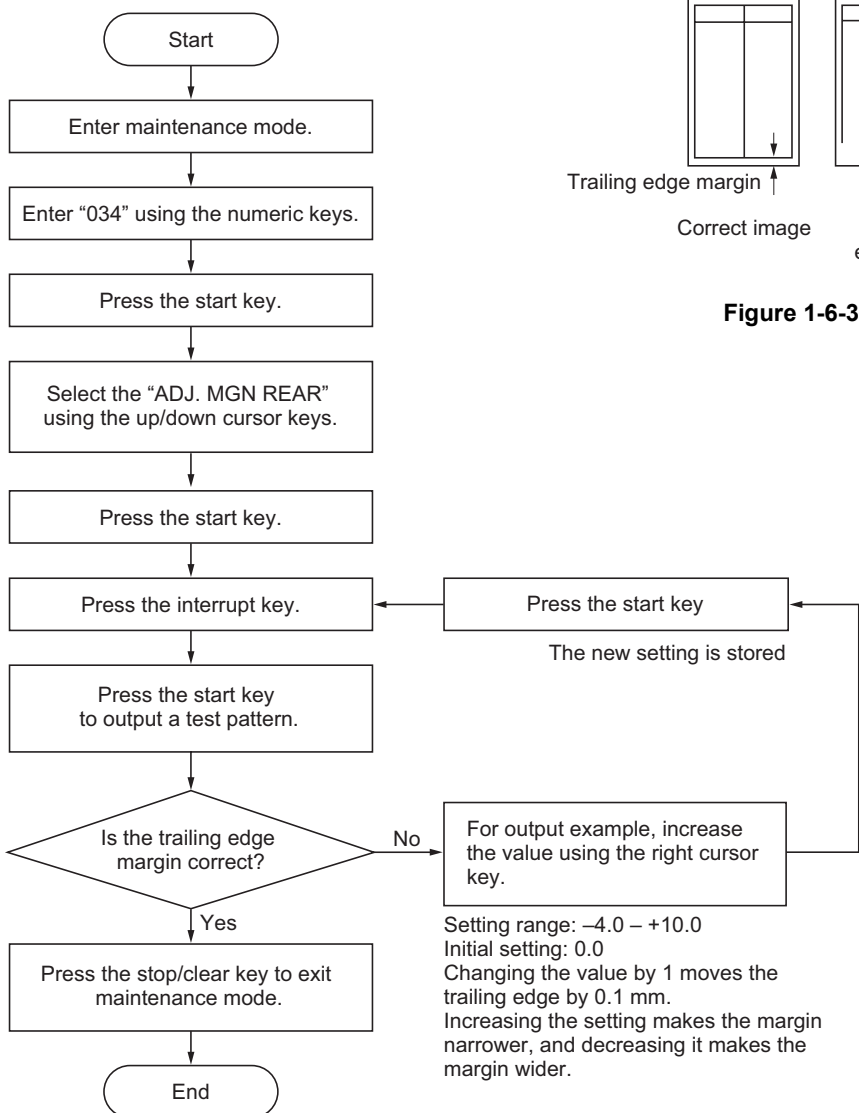 Start
Enter maintenance mode.
Enter “034” using the numeric keys.
Press the start key.
Select the “ADJ. MGN REAR”
using the up/down cursor keys.
Press the start key.
Press the interrupt key.
Press the start key
to output a test pattern.
Is the trailing edge
margin correct?
Yes
Press the stop/clear key to exit
maintenance mode.
End
No
For output example, increase
the value using the right cursor
key.
Setting range: –4.0 – +10.0
Initial setting: 0.0
Changing the value by 1 moves the
trailing edge by 0.1 mm.
Increasing the setting makes the margin
narrower, and decreasing it makes the
margin wider.
Press the start key
The new setting is stored
Trailing edge margin
Correct image
Figure 1-6-3